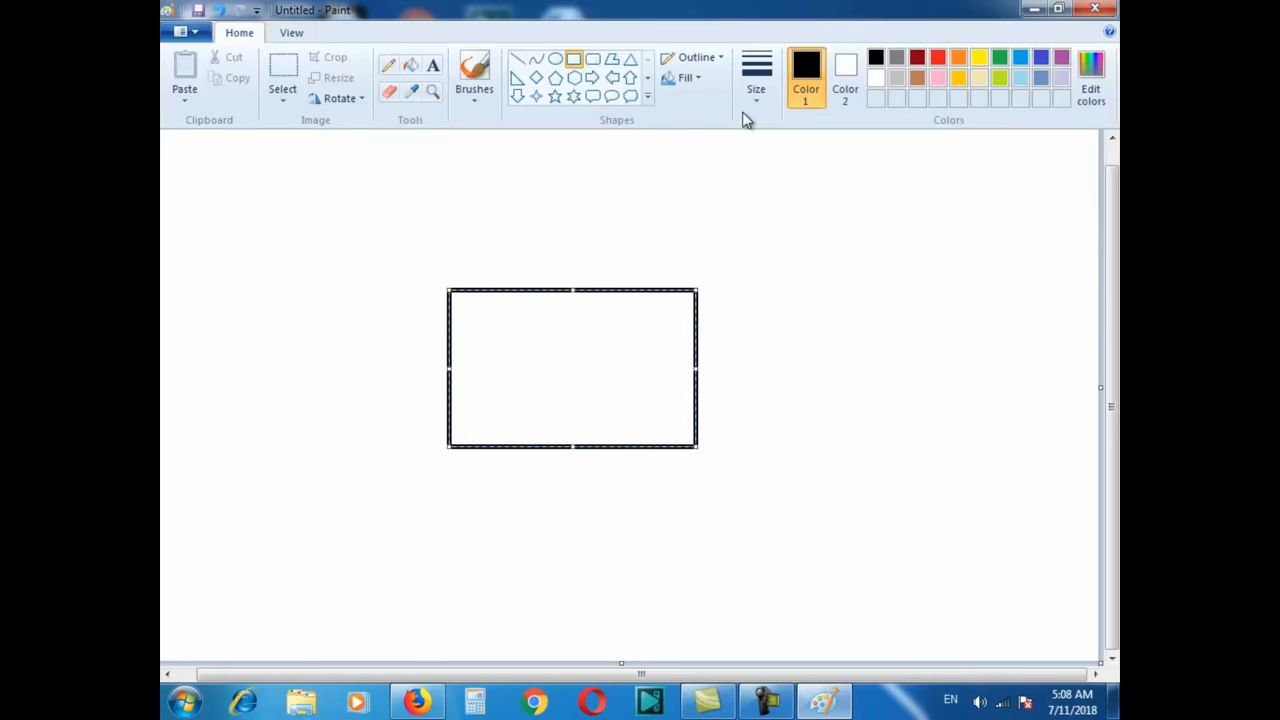 Untitled - Paint
Home
View
Paste
Cut
Copy
Clipboard
Select
Crop
Resize
Rotate
Image
A
Tools
Brushes
Outline
Fill
Shapes
Size
Color 1
Color 2
Edit colors
Colors
EN
5:08 AM
7/11/2018